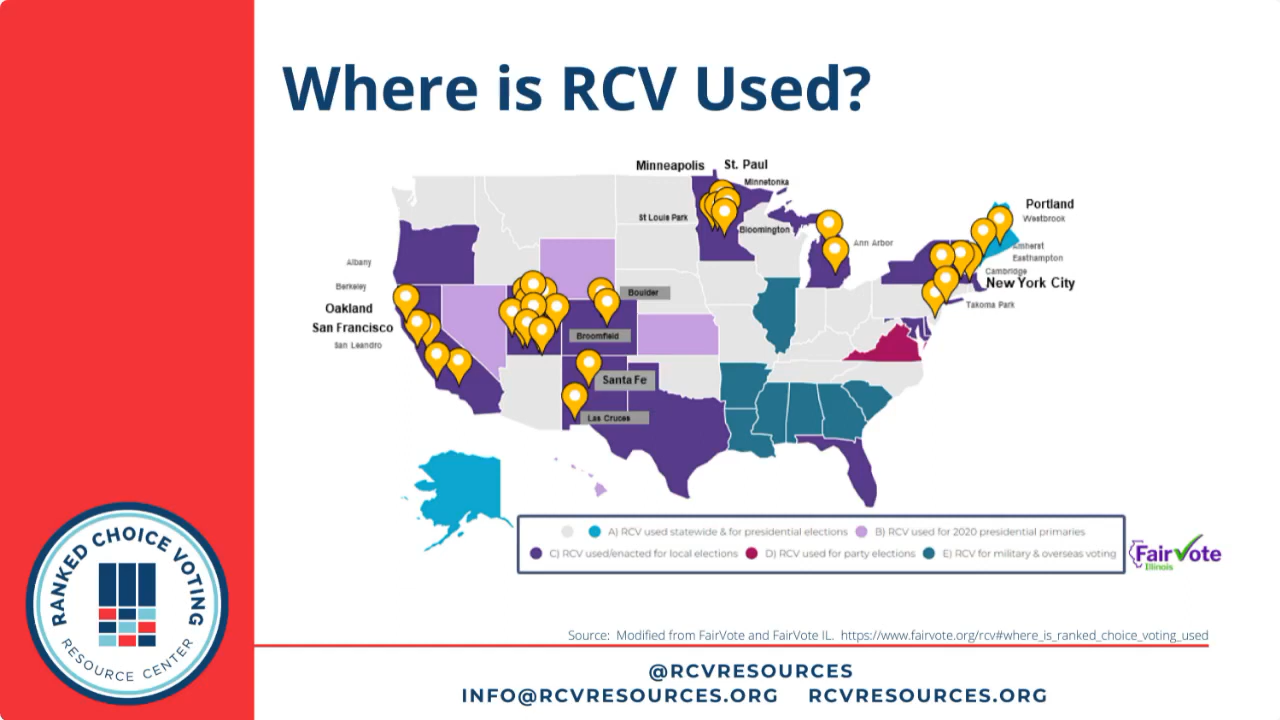 Where is RCV Used?
Minneapolis St. Paul
Minnetonka
St Louis Park
Bloomington
Portland
Westbrook
Ann Arbor
Amherst
Easthampton
Cambridge
New York City
Takoma Park
Albany
Berkeley
Oakland
San Francisco
San Leandro
Boulder
Broomfield
Santa Fe
Las Cruces
A) RCV used statewide & for presidential elections B) RCV used for 2020 presidential primaries
C) RCV used/enacted for local elections D) RCV used for party elections E) RCV for military & overseas voting
FairVote
Illinois
RANKED CHOICE VOTING
RESOURCE CENTER
Source: Modified from FairVote and FairVote IL. https://www.fairvote.org/rcv#where_is_ranked_choice_voting_used
@RCVRESOURCES
INFO@RCVRESOURCES.ORG RCVRESOURCES.ORG